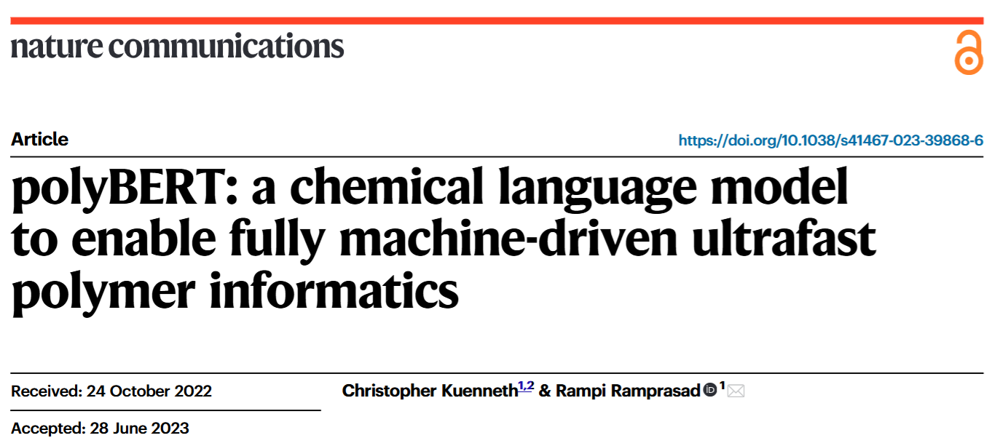 nature communications
Article
https://doi.org/10.1038/s41467-023-39868-6
polyBERT: a chemical language model
to enable fully machine-driven ultrafast
polymer informatics
Received: 24 October 2022
Christopher Kuenneth1,2 & Rampi Ramprasad iD 1
Accepted: 28 June 2023